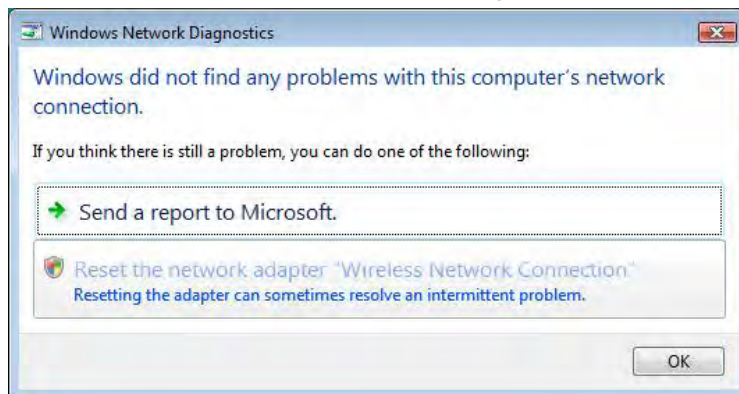 Windows Network Diagnostics
Windows did not find any problems with this computer's network
connection.
If you think there is still a problem, you can do one of the following:
Send a report to Microsoft.
Reset the network adapter "Wireless Network Connection"
Resetting the adapter can sometimes resolve an intermittent problem.
OK